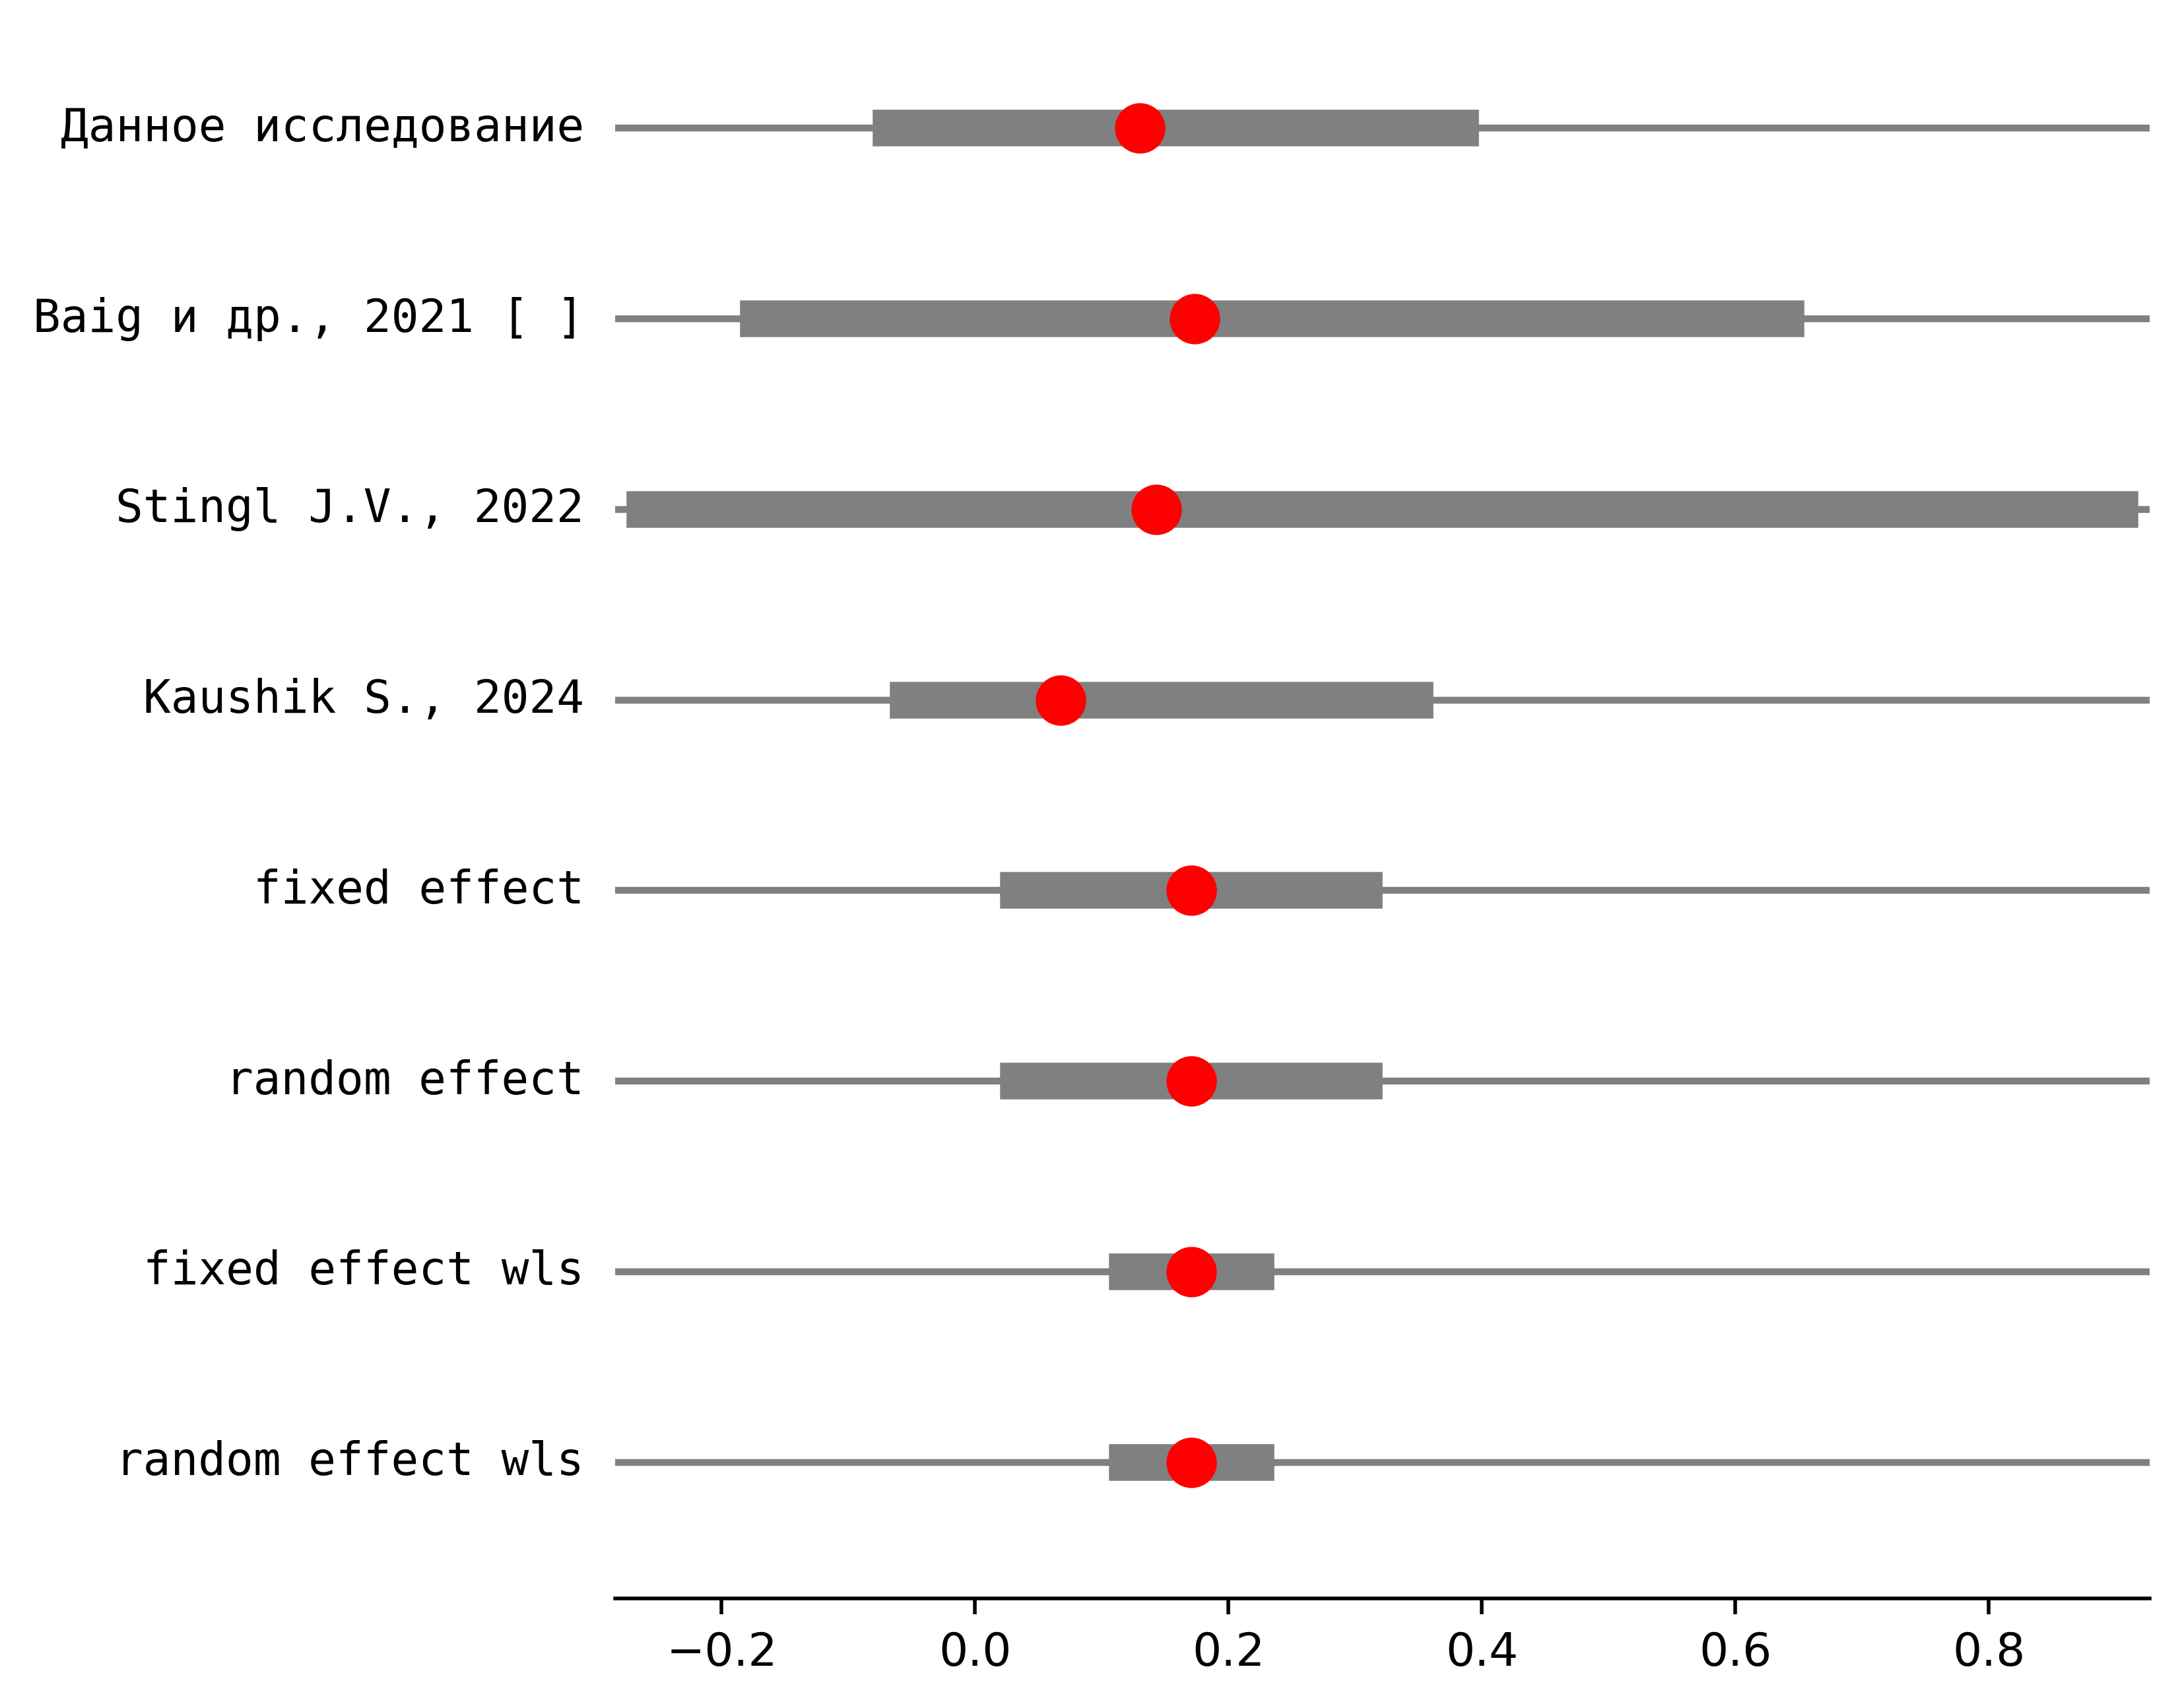 Данное исследование
Baig и др., 2021 [ ]
Stingl J.V., 2022
Kaushik S., 2024
fixed effect
random effect
fixed effect wls
random effect wls
−0.2 0.0 0.2 0.4 0.6 0.8